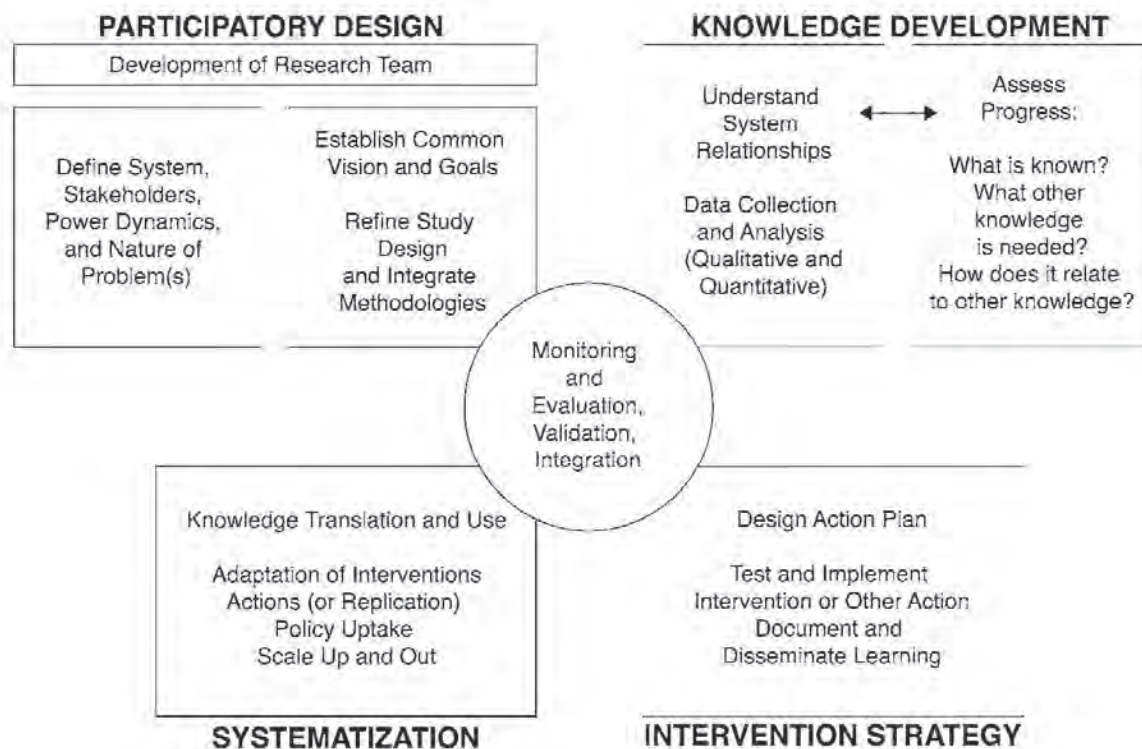 PARTICIPATORY DESIGN
Development of Research Team
Define System,
Stakeholders,
Power Dynamics,
and Nature of
Problem(s)
Establish Common
Vision and Goals
Refine Study
Design
and Integrate
Methodologies
KNOWLEDGE DEVELOPMENT
Understand
System
Relationships
Data Collection
and Analysis
(Qualitative and
Quantitative)
Assess
Progress:
What is known?
What other
knowledge
is needed?
How does it relate
to other knowledge?
Monitoring
and
Evaluation,
Validation,
Integration
Knowledge Translation and Use
Adaptation of Interventions
Actions (or Replication)
Policy Uptake
Scale Up and Out
SYSTEMATIZATION
Design Action Plan
Test and Implement
Intervention or Other Action
Document and
Disseminate Learning
INTERVENTION STRATEGY